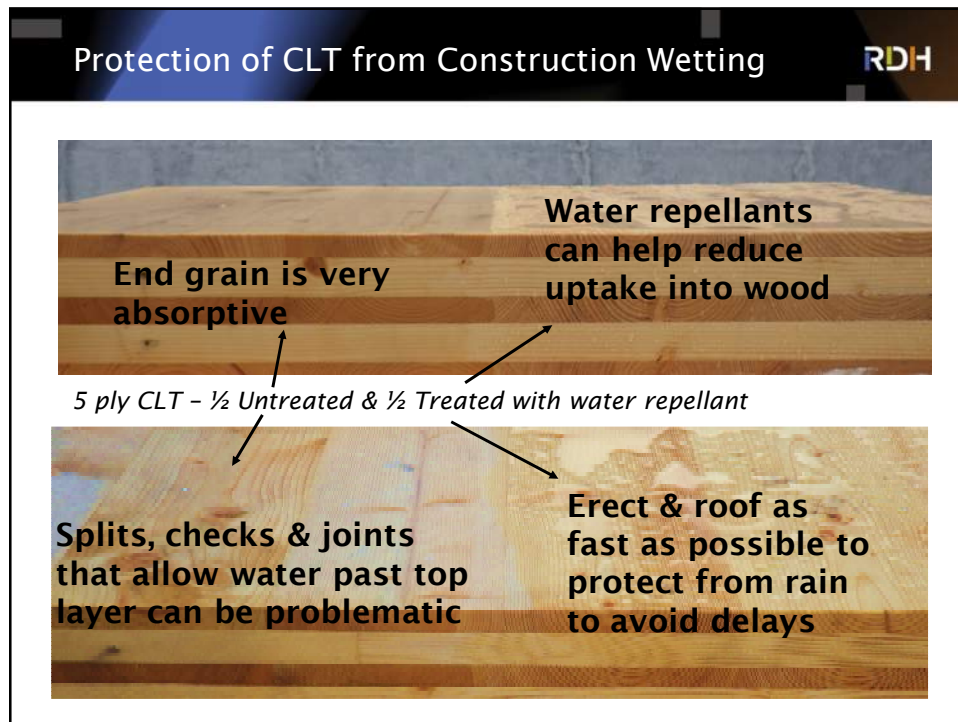 Protection of CLT from Construction Wetting
RDH
End grain is very
absorptive
Water repellants
can help reduce
uptake into wood
5 ply CLT – ½ Untreated & ½ Treated with water repellant
Splits, checks & joints
that allow water past top
layer can be problematic
Erect & roof as
fast as possible to
protect from rain
to avoid delays